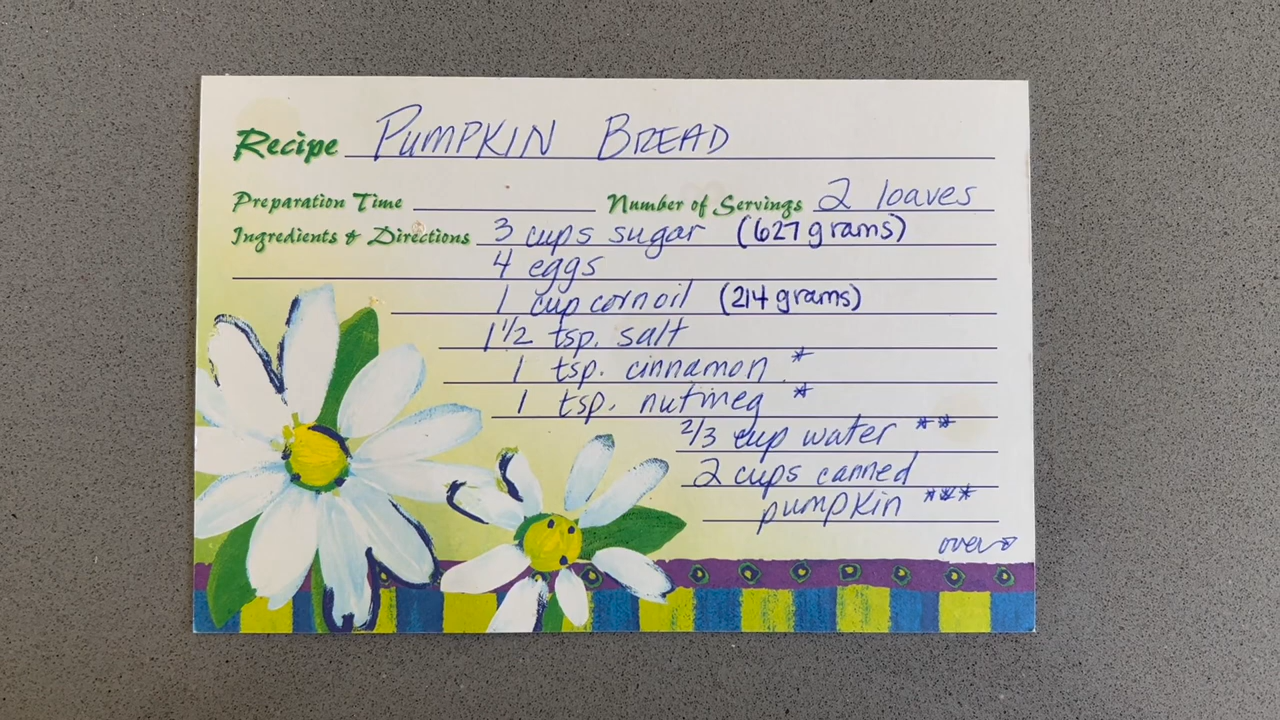 Recipe PUMPKIN BREAD
Preparation Time Number of Servings 2 loaves
Ingredients & Directions 3 cups sugar (627 grams)
4 eggs
1 cup corn oil (214 grams)
1 1/2 tsp. salt
1 tsp. cinnamon *
1 tsp. nutmeg *
2/3 cup water **
2 cups canned
pumpkin ***
over